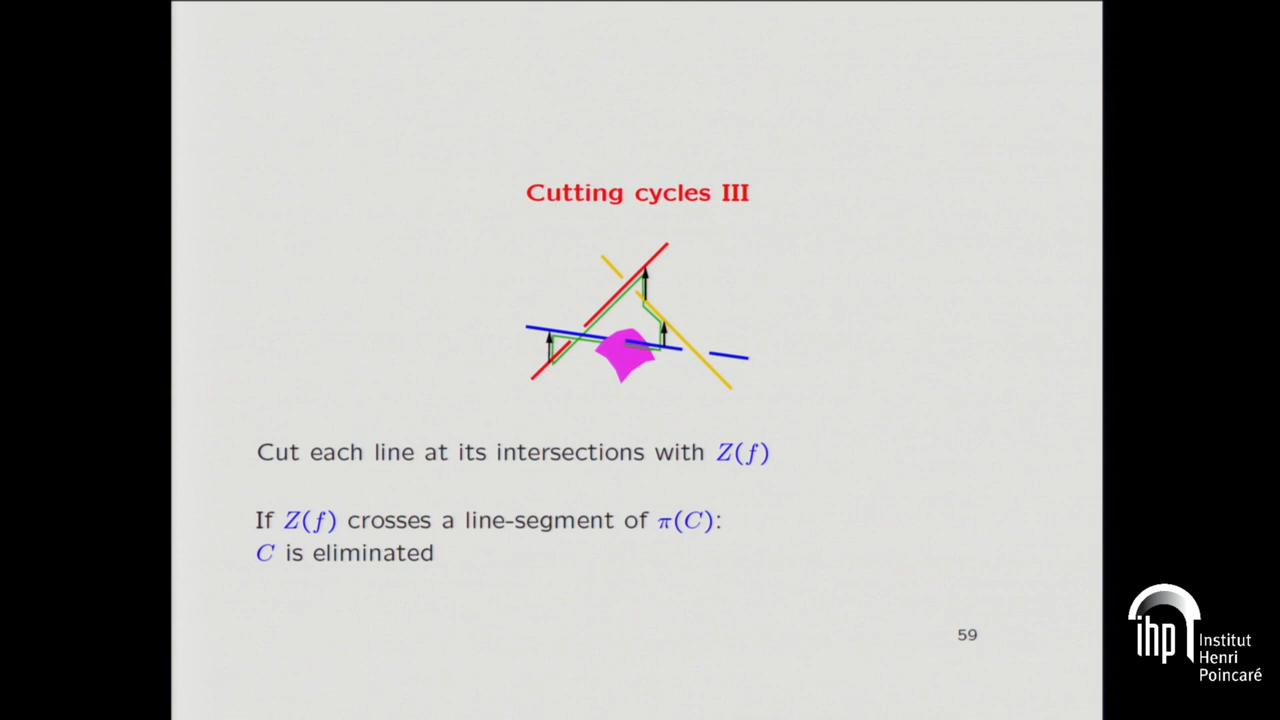 Cutting cycles III
Cut each line at its intersections with Z(f)
If Z(f) crosses a line-segment of π(C):
C is eliminated
59
ihp
Institut
Henri
Poincaré